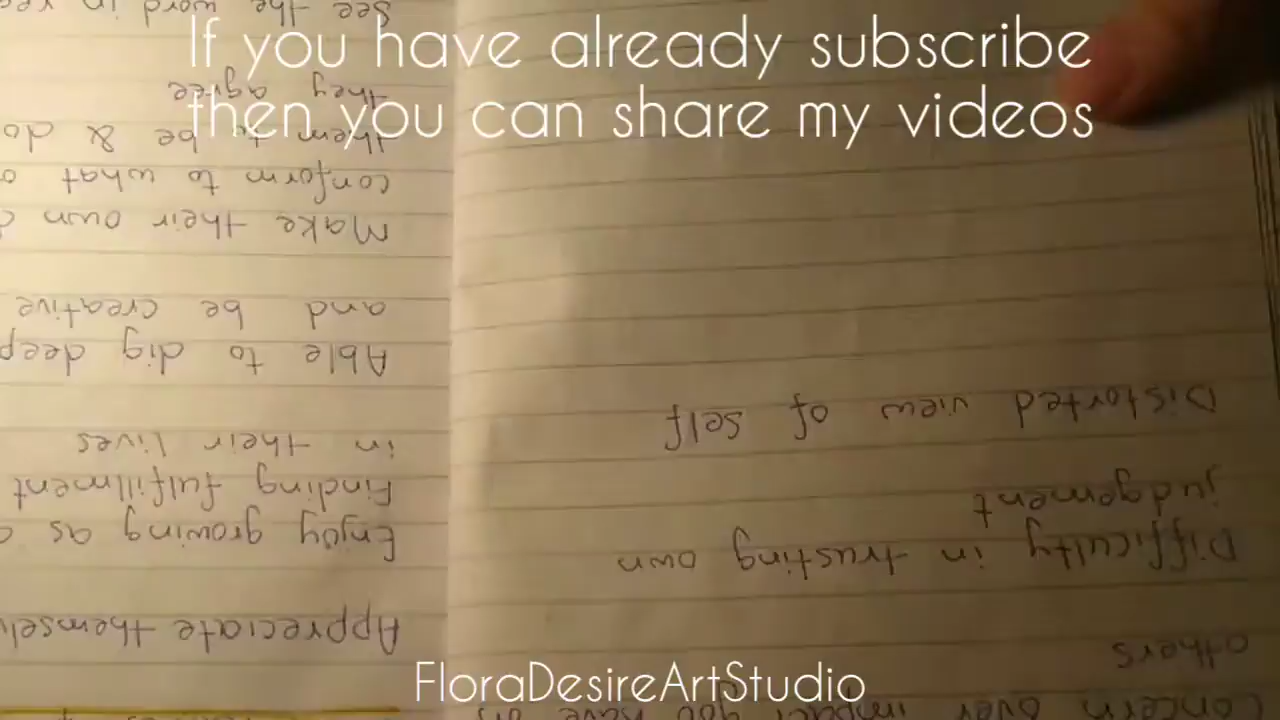 If you have already subscribe
then you can share my videos
Concern over impact you have on
others
Difficulty in trusting own
judgement
Distorted view of self
Appreciate
Enjoy growing as
Finding fulfillment
in their lives
Able to dig deep
and be creative
Make their own
conform to what
them to be & do
they agree
See the word in
FloraDesireArtStudio